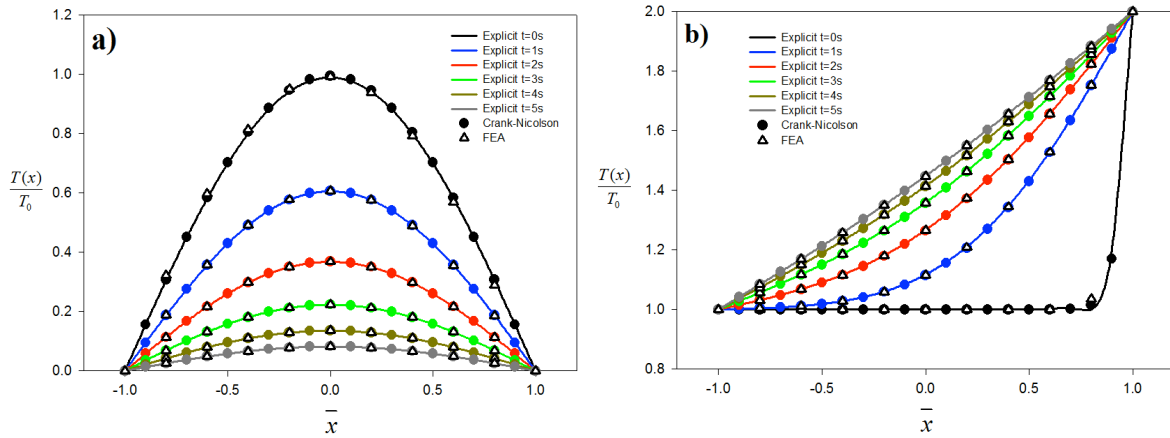 a)
1.2
1.0
0.8
0.6
0.4
0.2
0.0
T(x)
T0
Explicit t=0s
Explicit t=1s
Explicit t=2s
Explicit t=3s
Explicit t=4s
Explicit t=5s
Crank-Nicolson
FEA
-1.0 -0.5 0.0 0.5 1.0
x̄
b)
2.0
1.8
1.6
1.4
1.2
1.0
0.8
T(x)
T0
Explicit t=0s
Explicit t=1s
Explicit t=2s
Explicit t=3s
Explicit t=4s
Explicit t=5s
Crank-Nicolson
FEA
-1.0 -0.5 0.0 0.5 1.0
x̄